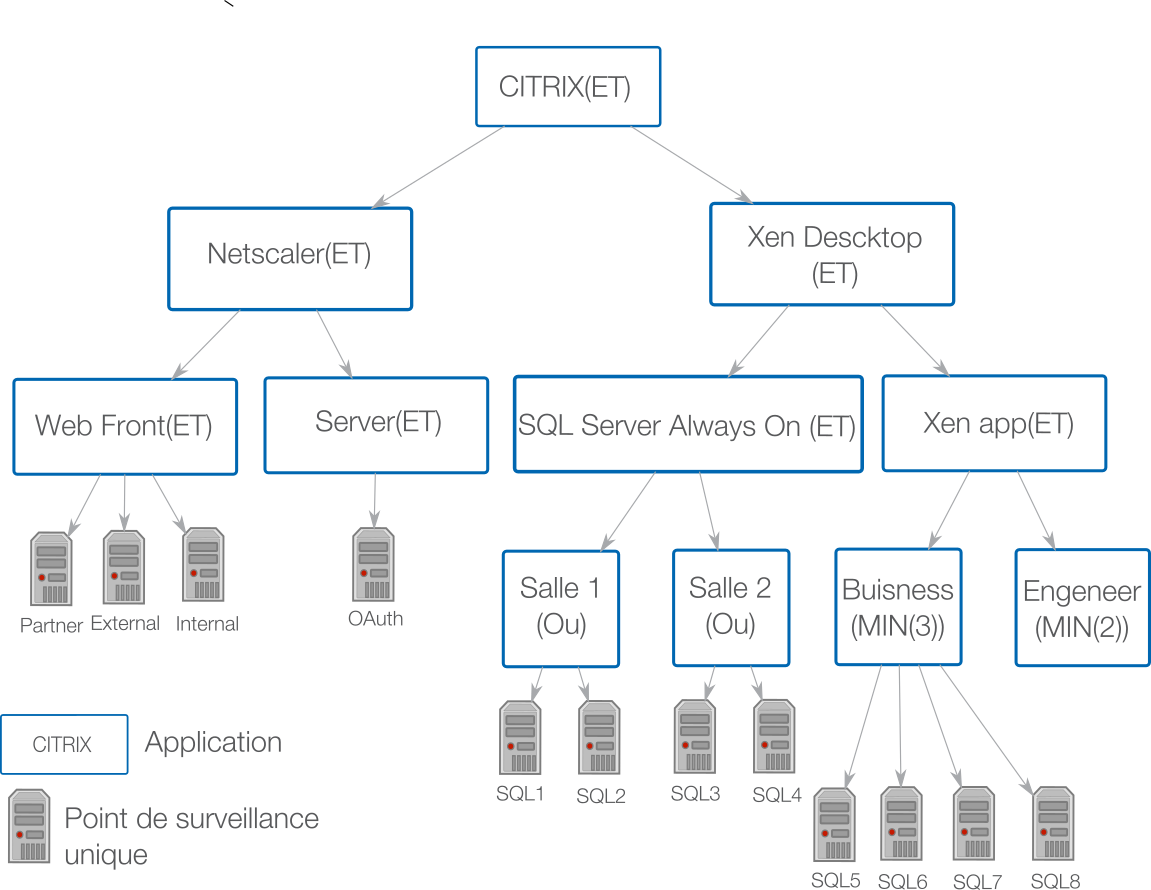 CITRIX(ET)
Netscaler(ET)
Xen Descktop
(ET)
Web Front(ET)
Server(ET)
SQL Server Always On (ET)
Xen app(ET)
Partner
External
Internal
OAuth
Salle 1
(Ou)
Salle 2
(Ou)
Buisness
(MIN(3))
Engeneer
(MIN(2))
SQL1
SQL2
SQL3
SQL4
SQL5
SQL6
SQL7
SQL8
CITRIX
Application
Point de surveillance
unique